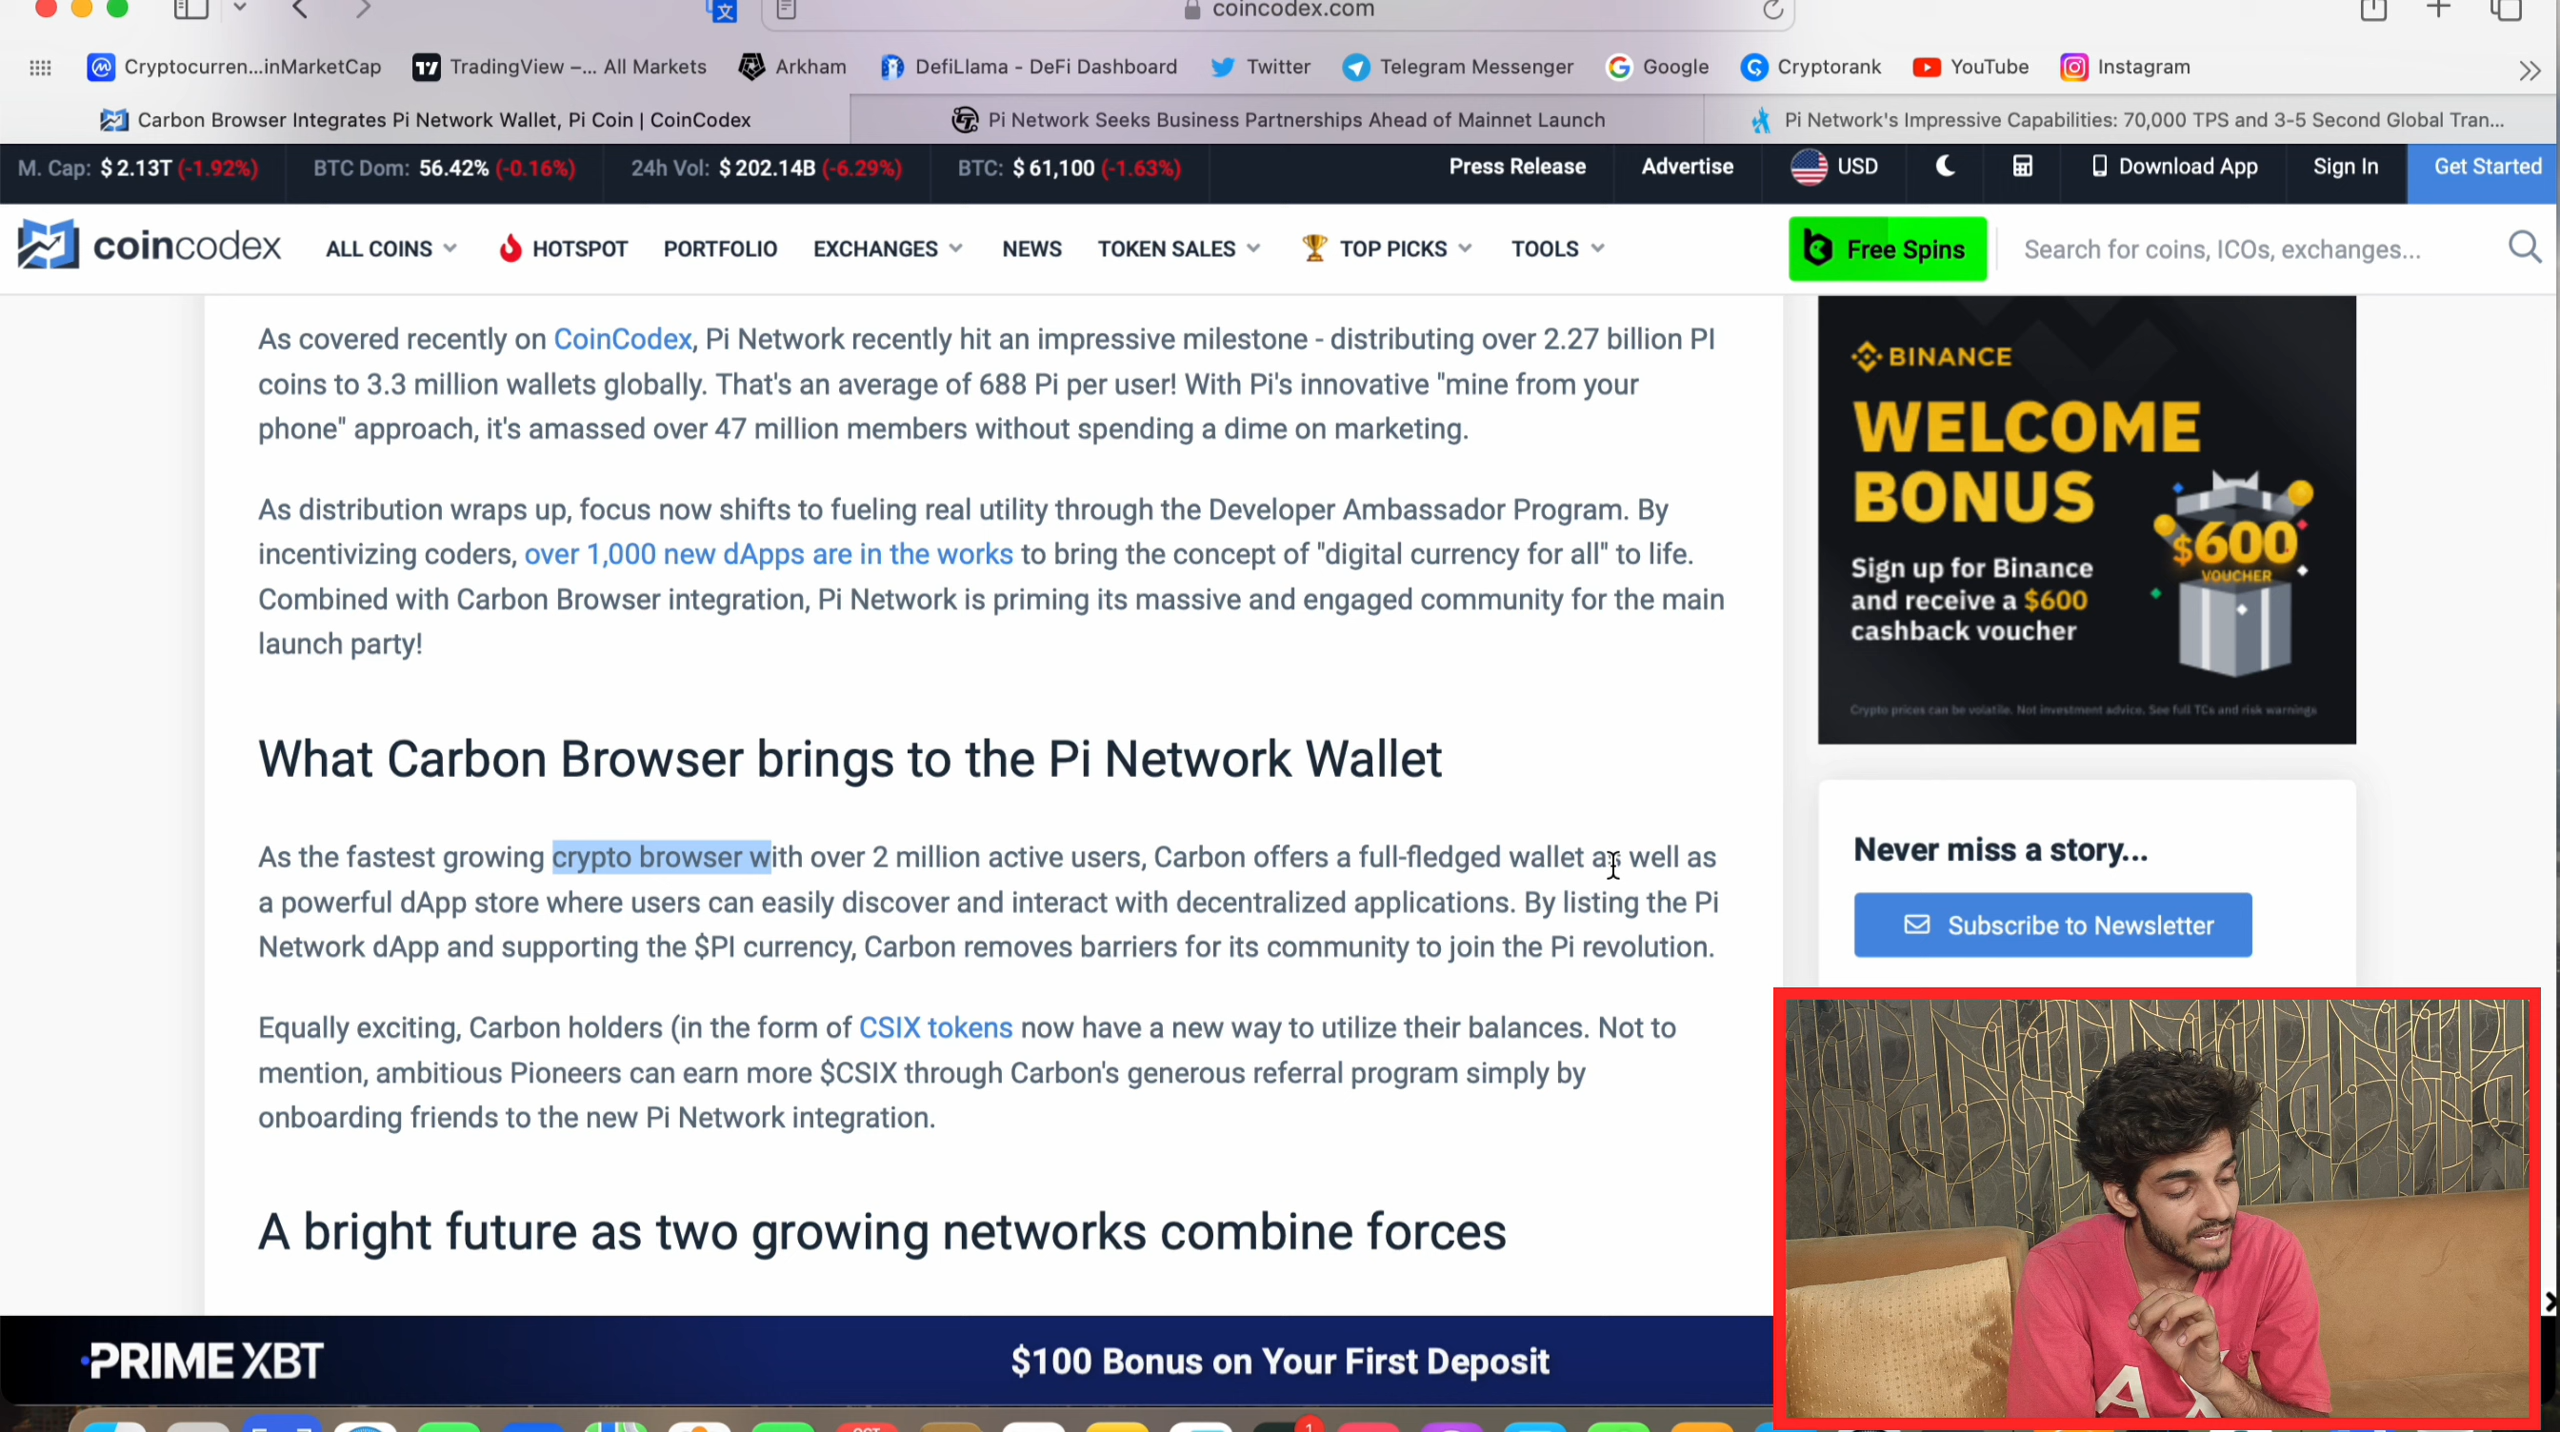 coincodex.com
Cryptocurren...inMarketCap TradingView –... All Markets Arkham DefiLlama - DeFi Dashboard Twitter Telegram Messenger Google Cryptorank YouTube Instagram
Carbon Browser Integrates Pi Network Wallet, Pi Coin | CoinCodex Pi Network Seeks Business Partnerships Ahead of Mainnet Launch Pi Network's Impressive Capabilities: 70,000 TPS and 3-5 Second Global Tran...
M. Cap: $ 2.13T (-1.92%) BTC Dom: 56.42% (-0.16%) 24h Vol: $ 202.14B (-6.29%) BTC: $ 61,100 (-1.63%) Press Release Advertise USD Download App Sign In Get Started
coincodex ALL COINS HOTSPOT PORTFOLIO EXCHANGES NEWS TOKEN SALES TOP PICKS TOOLS Free Spins Search for coins, ICOs, exchanges...
As covered recently on CoinCodex, Pi Network recently hit an impressive milestone - distributing over 2.27 billion PI
coins to 3.3 million wallets globally. That's an average of 688 Pi per user! With Pi's innovative "mine from your
phone" approach, it's amassed over 47 million members without spending a dime on marketing.
As distribution wraps up, focus now shifts to fueling real utility through the Developer Ambassador Program. By
incentivizing coders, over 1,000 new dApps are in the works to bring the concept of "digital currency for all" to life.
Combined with Carbon Browser integration, Pi Network is priming its massive and engaged community for the main
launch party!
What Carbon Browser brings to the Pi Network Wallet
As the fastest growing crypto browser with over 2 million active users, Carbon offers a full-fledged wallet as well as
a powerful dApp store where users can easily discover and interact with decentralized applications. By listing the Pi
Network dApp and supporting the $PI currency, Carbon removes barriers for its community to join the Pi revolution.
Equally exciting, Carbon holders (in the form of CSIX tokens now have a new way to utilize their balances. Not to
mention, ambitious Pioneers can earn more $CSIX through Carbon's generous referral program simply by
onboarding friends to the new Pi Network integration.
A bright future as two growing networks combine forces
BINANCE
WELCOME
BONUS
Sign up for Binance
and receive a $600
cashback voucher
$600
VOUCHER
Crypto prices can be volatile. Not investment advice. See full TCs and risk warnings
Never miss a story...
Subscribe to Newsletter
PRIME XBT $100 Bonus on Your First Deposit
OCT
1